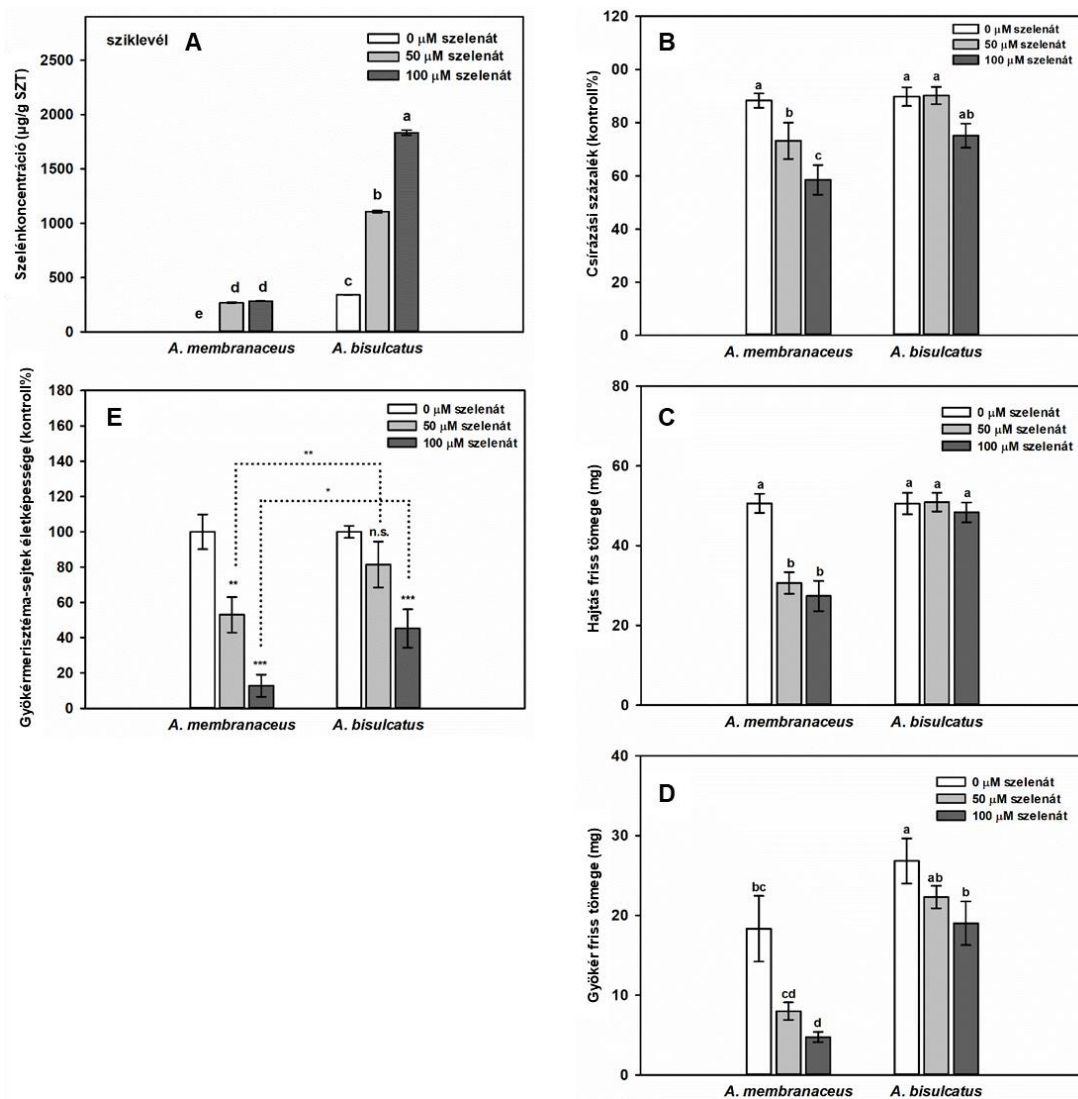 sziklevél
A
0 µM szelenát
50 µM szelenát
100 µM szelenát
Szelénkoncentráció (µg/g SZT)
2500
2000
1500
1000
500
0
e
d
d
c
b
a
A. membranaceus
A. bisulcatus
B
0 µM szelenát
50 µM szelenát
100 µM szelenát
Csírázási százalék (kontroll%)
120
00
80
60
40
20
00
a
b
c
a
a
ab
A. membranaceus
A. bisulcatus
E
0 µM szelenát
50 µM szelenát
100 µM szelenát
Gyökérmerisztéma-sejtek életképessége (kontroll%)
180
160
140
120
100
80
60
40
20
0
**
*
**
***
n.s.
***
A. membranaceus
A. bisulcatus
C
0 µM szelenát
50 µM szelenát
100 µM szelenát
Hajtás friss tömege (mg)
80
60
40
20
0
a
b
b
a
a
a
A. membranaceus
A. bisulcatus
D
0 µM szelenát
50 µM szelenát
100 µM szelenát
Gyökér friss tömege (mg)
40
30
20
10
0
bc
cd
d
a
ab
b
A. membranaceus
A. bisulcatus